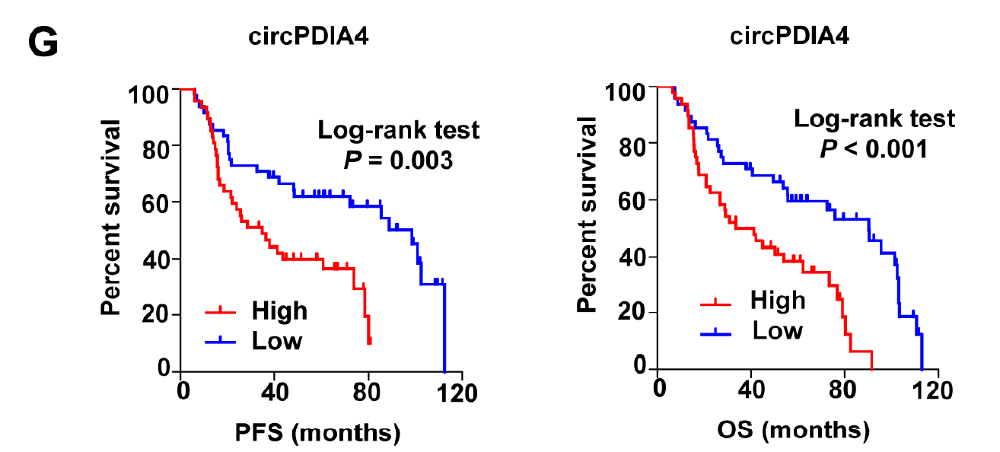 G
circPDIA4
100
80
60
40
20
0
Percent survival
Log-rank test
P = 0.003
High
Low
0 40 80 120
PFS (months)
circPDIA4
100
80
60
40
20
0
Percent survival
Log-rank test
P < 0.001
High
Low
0 40 80 120
OS (months)